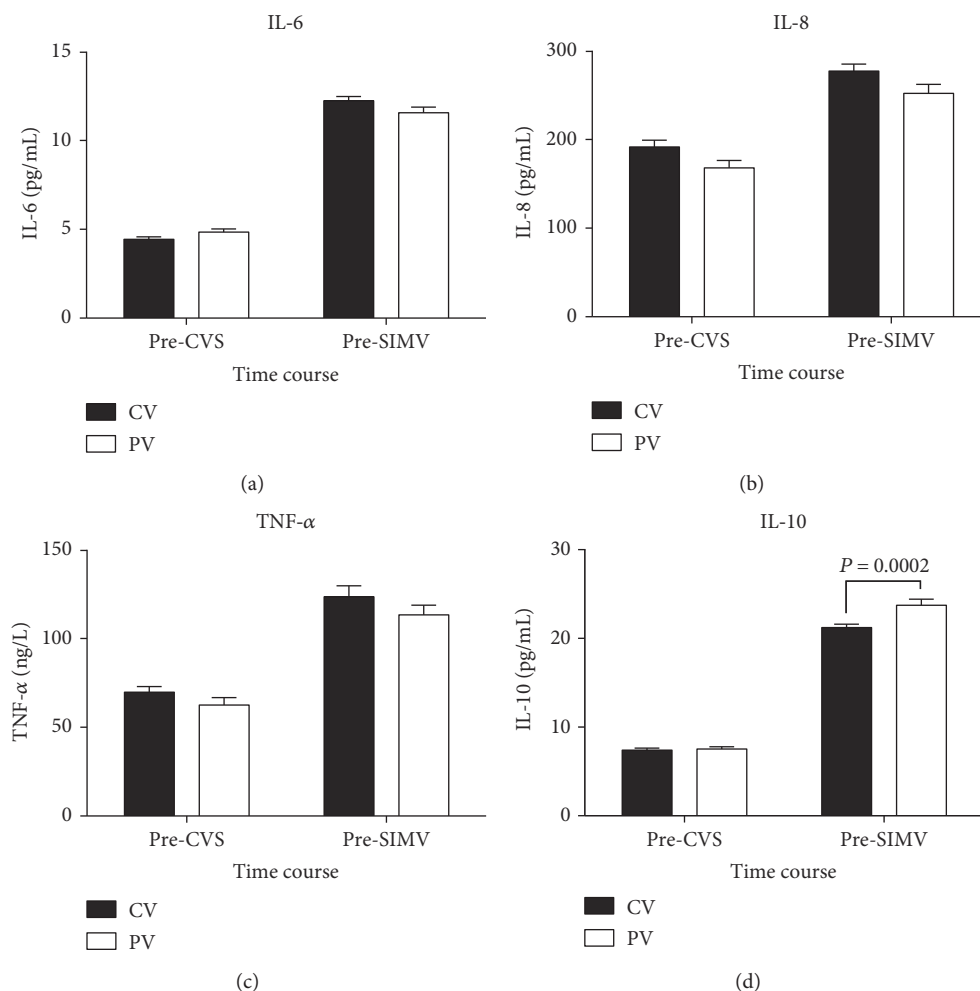 IL-6
15
10
5
0
IL-6 (pg/mL)
Pre-CVS Pre-SIMV
Time course
CV
PV
(a)
IL-8
300
200
100
0
IL-8 (pg/mL)
Pre-CVS Pre-SIMV
Time course
CV
PV
(b)
TNF-α
150
100
50
0
TNF-α (ng/L)
Pre-CVS Pre-SIMV
Time course
CV
PV
(c)
IL-10
30
20
10
0
IL-10 (pg/mL)
P = 0.0002
Pre-CVS Pre-SIMV
Time course
CV
PV
(d)